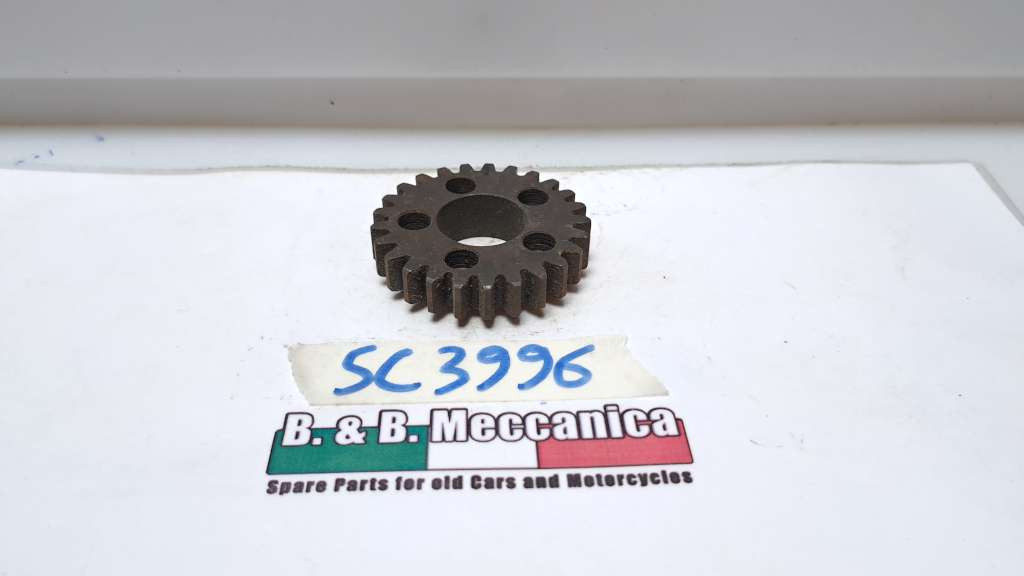 SC3996
B. & B. Meccanica
Spare Parts for old Cars and Motorcycles